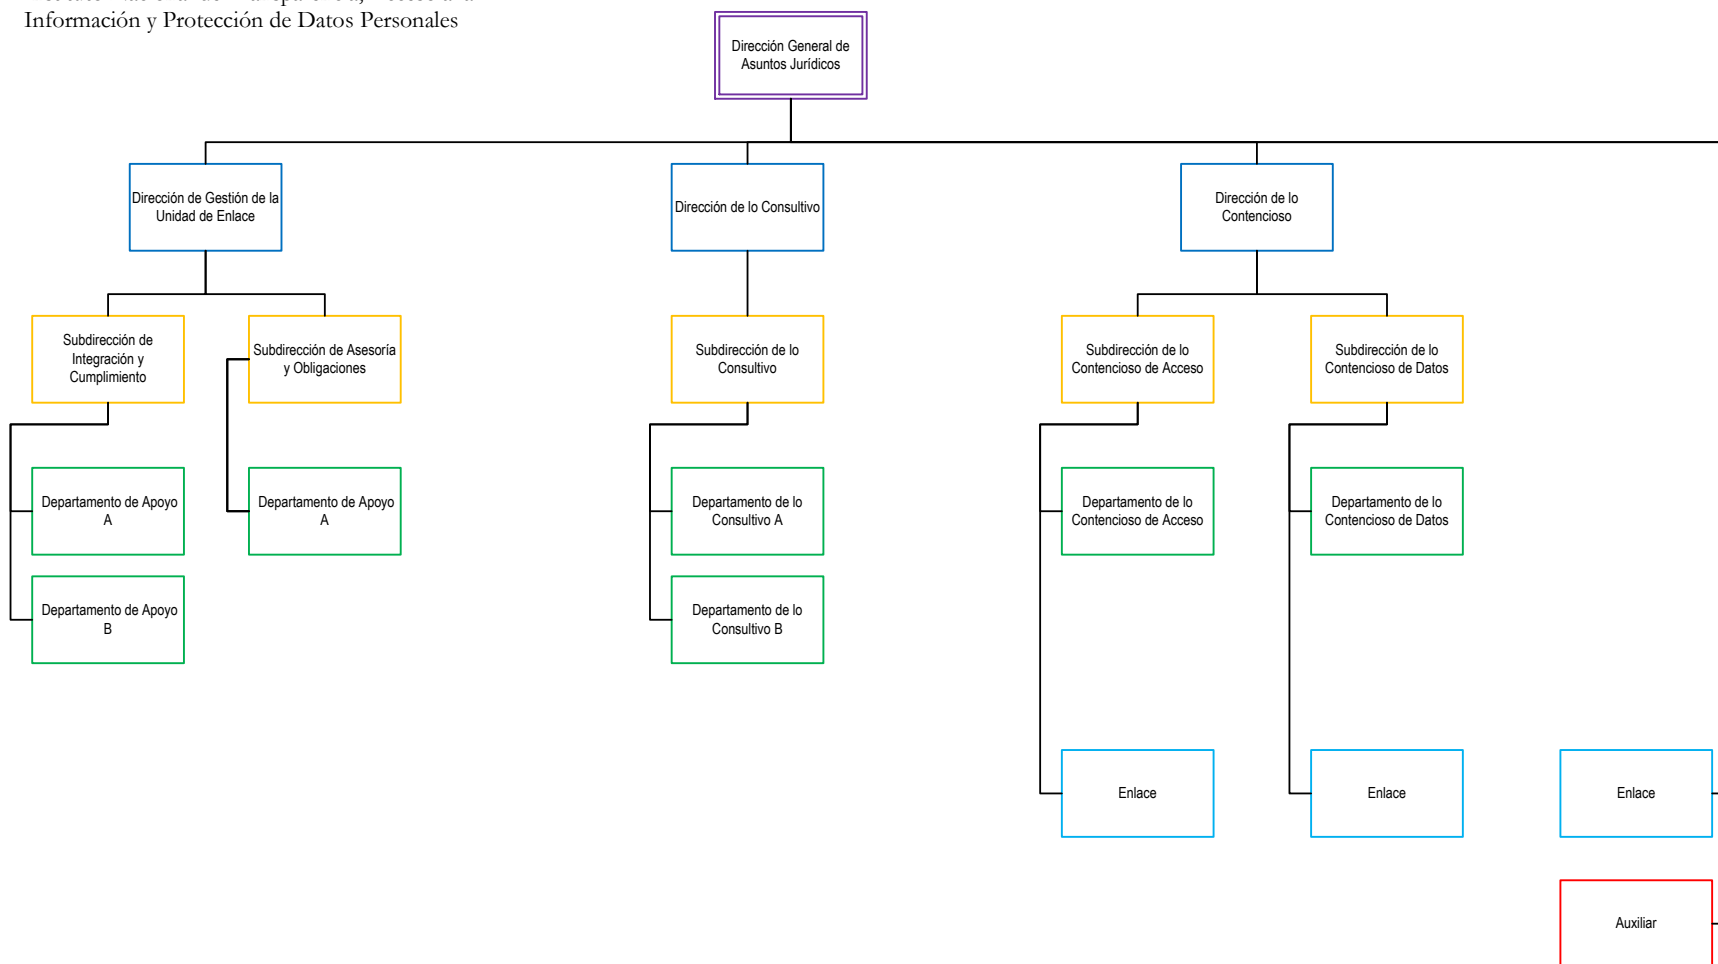 Información y Protección de Datos Personales
Dirección General de
Asuntos Jurídicos
Dirección de Gestión de la
Unidad de Enlace
Dirección de lo Consultivo
Dirección de lo
Contencioso
Subdirección de
Integración y
Cumplimiento
Subdirección de Asesoría
y Obligaciones
Subdirección de lo
Consultivo
Subdirección de lo
Contencioso de Acceso
Subdirección de lo
Contencioso de Datos
Departamento de Apoyo
A
Departamento de Apoyo
A
Departamento de lo
Consultivo A
Departamento de lo
Contencioso de Acceso
Departamento de lo
Contencioso de Datos
Departamento de Apoyo
B
Departamento de lo
Consultivo B
Enlace
Enlace
Enlace
Auxiliar